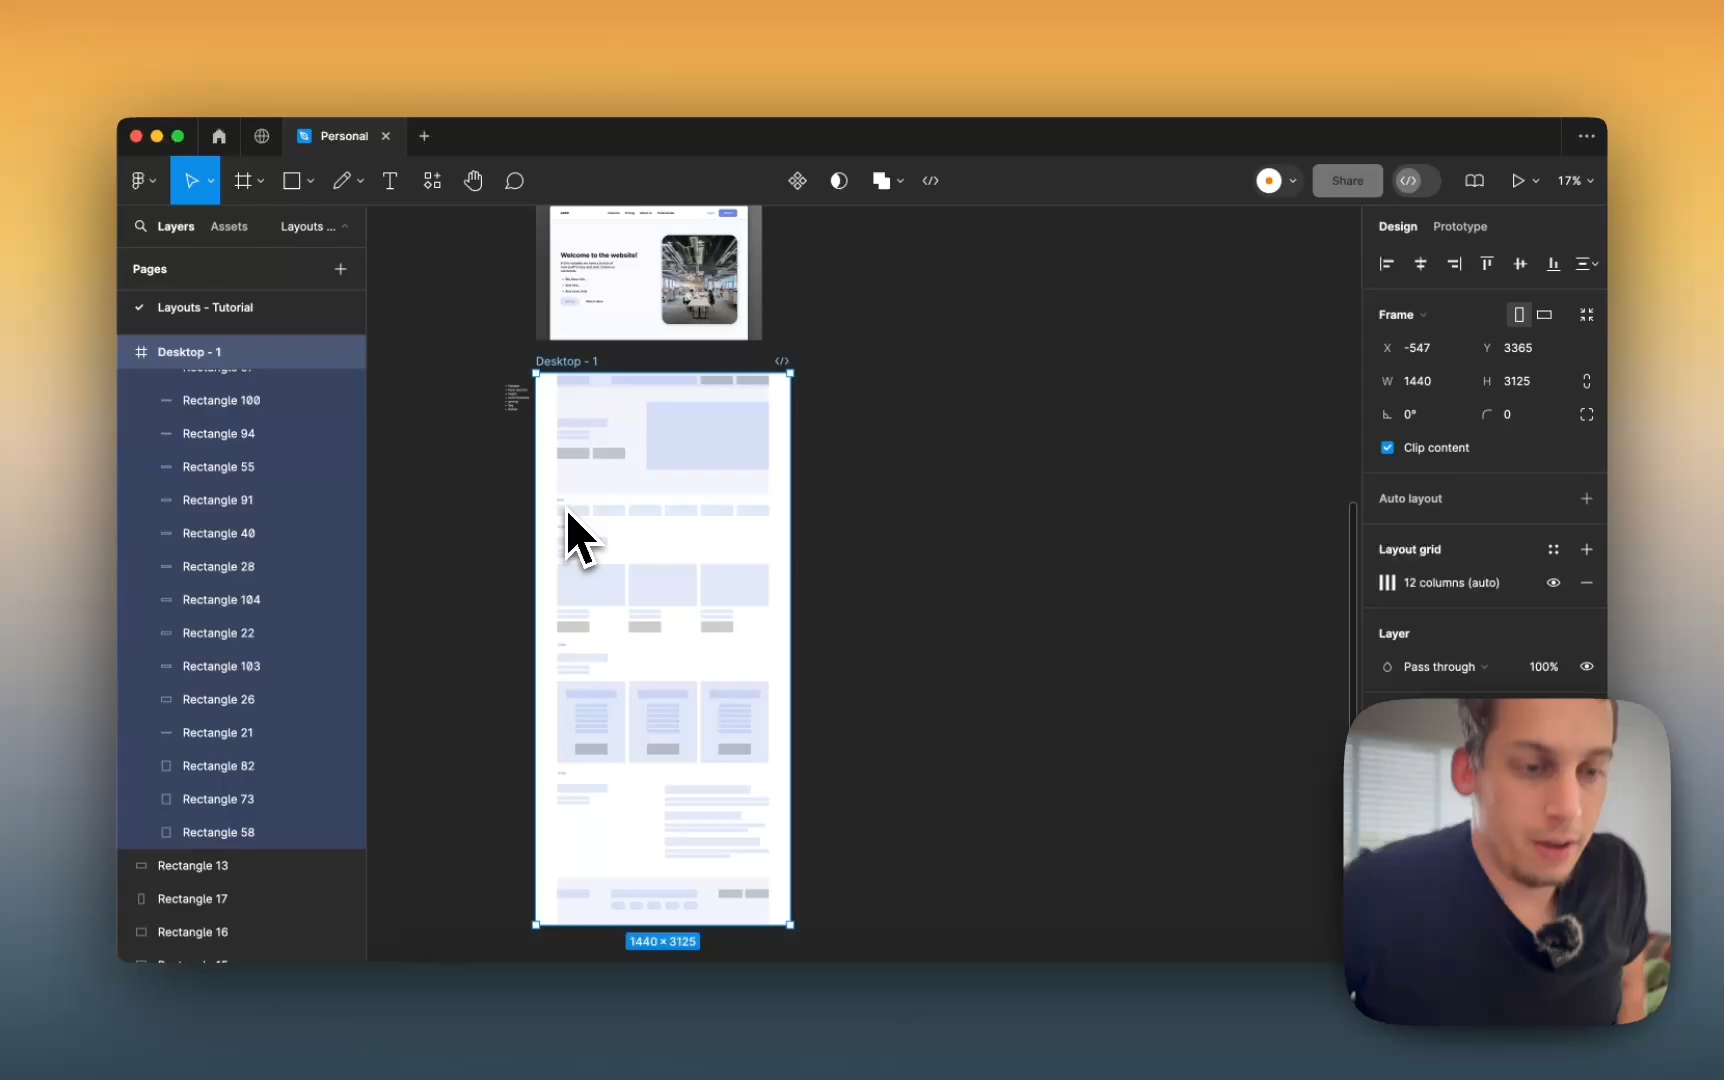 Personal
Share
17%
Layers
Assets
Layouts ...
Design
Prototype
Pages
Layouts - Tutorial
Desktop - 1
Rectangle 100
Rectangle 94
Rectangle 55
Rectangle 91
Rectangle 40
Rectangle 28
Rectangle 104
Rectangle 22
Rectangle 103
Rectangle 26
Rectangle 21
Rectangle 82
Rectangle 73
Rectangle 58
Rectangle 13
Rectangle 17
Rectangle 16
Welcome to the website!
Desktop - 1
1440 × 3125
Frame
X -547 Y 3365
W 1440 H 3125
0° 0
Clip content
Auto layout
Layout grid
12 columns (auto)
Layer
Pass through 100%